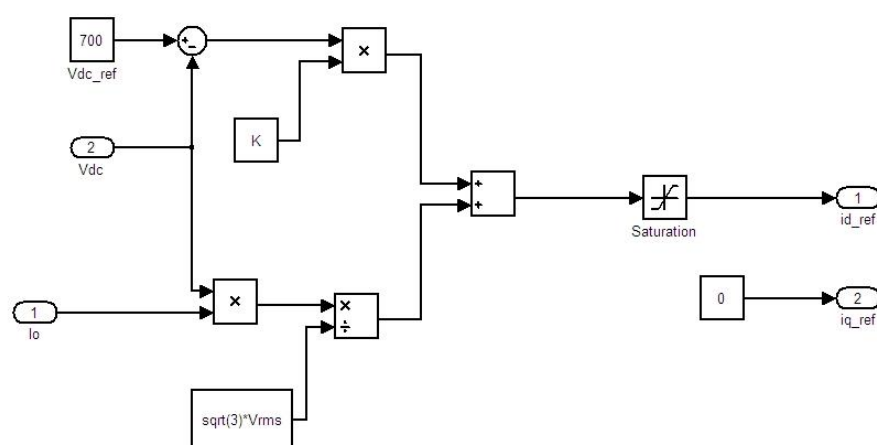 700
+
−
Vdc_ref
×
K
2
Vdc
+
+
Saturation
1
id_ref
×
×
÷
1
Io
0
2
iq_ref
sqrt(3)*Vrms